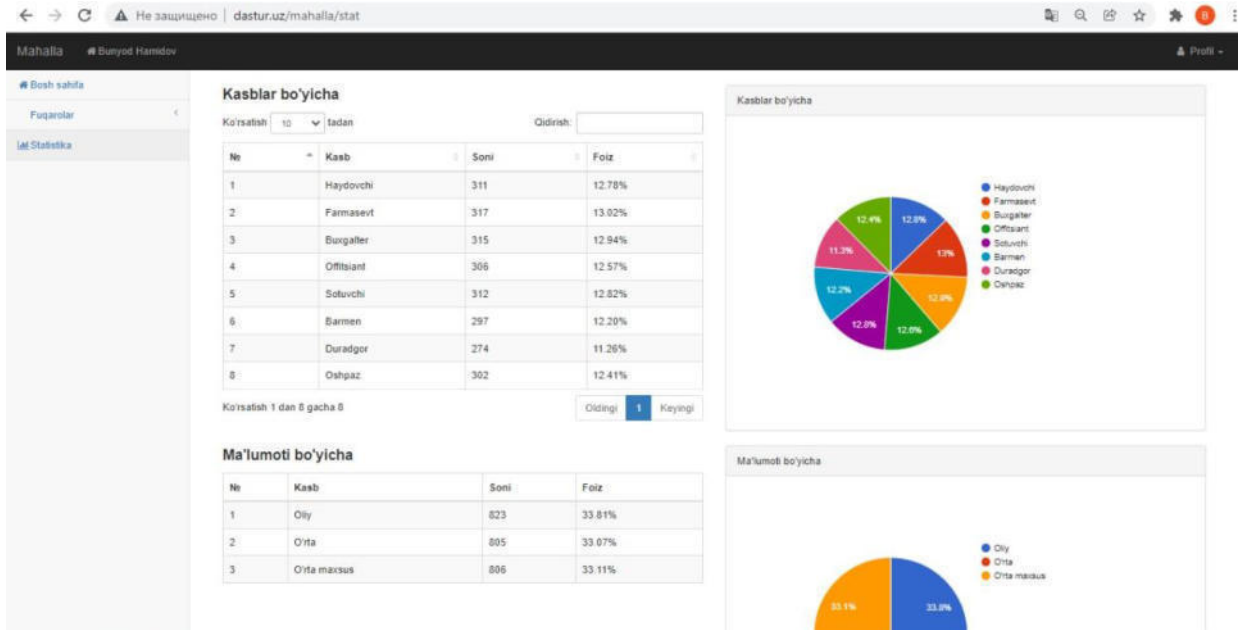 Не защищено | dastur.uz/mahalla/stat
B
Mahalla Bunyod Hamidov Profil
Bosh sahifa
Fuqarolar
Statistika
Kasblar bo'yicha
Ko'rsatish 10 tadan Qidirish:
№ Kasb Soni Foiz
1 Haydovchi 311 12.78%
2 Farmasevt 317 13.02%
3 Buxgalter 315 12.94%
4 Offitsiant 306 12.57%
5 Sotuvchi 312 12.82%
6 Barmen 297 12.20%
7 Duradgor 274 11.26%
8 Oshpaz 302 12.41%
Ko'rsatish 1 dan 8 gacha 8 Oldingi 1 Keyingi
Kasblar bo'yicha
12.4% 12.8%
11.3% 13%
12.2% 12.9%
12.8% 12.6%
Haydovchi
Farmasevt
Buxgalter
Offitsiant
Sotuvchi
Barmen
Duradgor
Oshpaz
Ma'lumoti bo'yicha
№ Kasb Soni Foiz
1 Oliy 823 33.81%
2 O'rta 805 33.07%
3 O'rta maxsus 806 33.11%
Ma'lumoti bo'yicha
33.1% 33.8%
Oliy
O'rta
O'rta maxsus